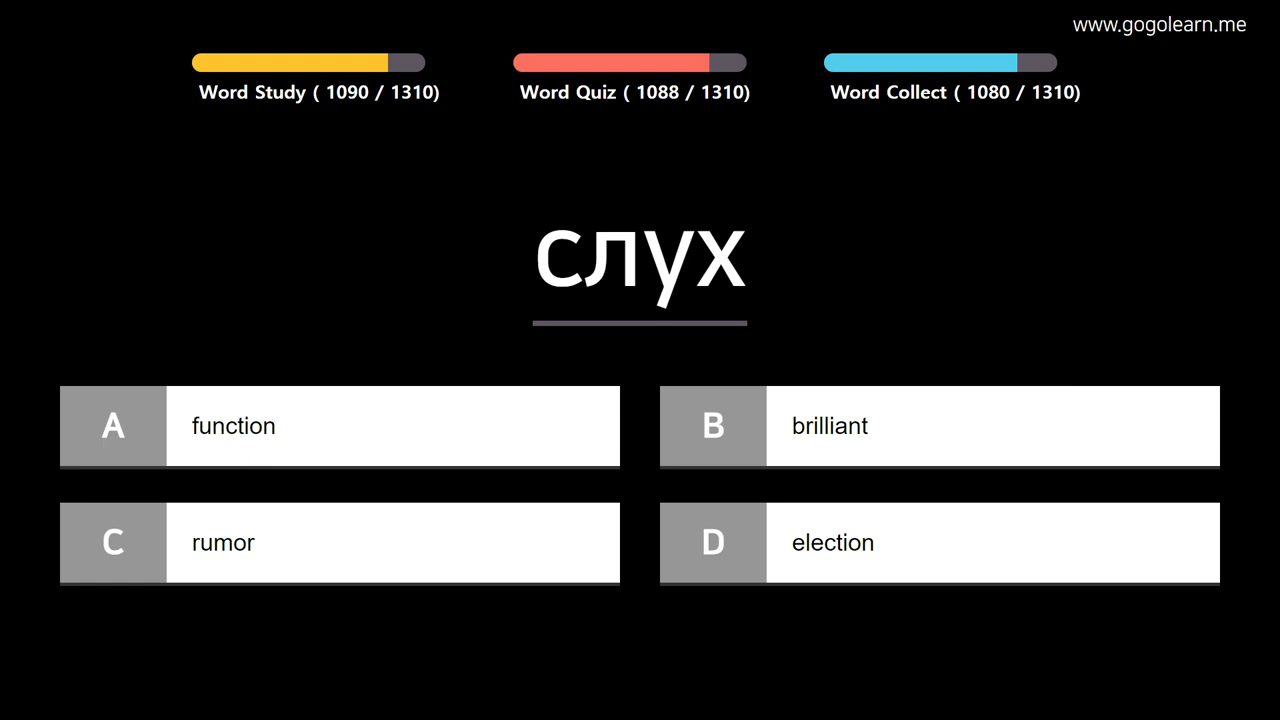 www.gogolearn.me
Word Study ( 1090 / 1310)
Word Quiz ( 1088 / 1310)
Word Collect ( 1080 / 1310)
слух
A function
B brilliant
C rumor
D election